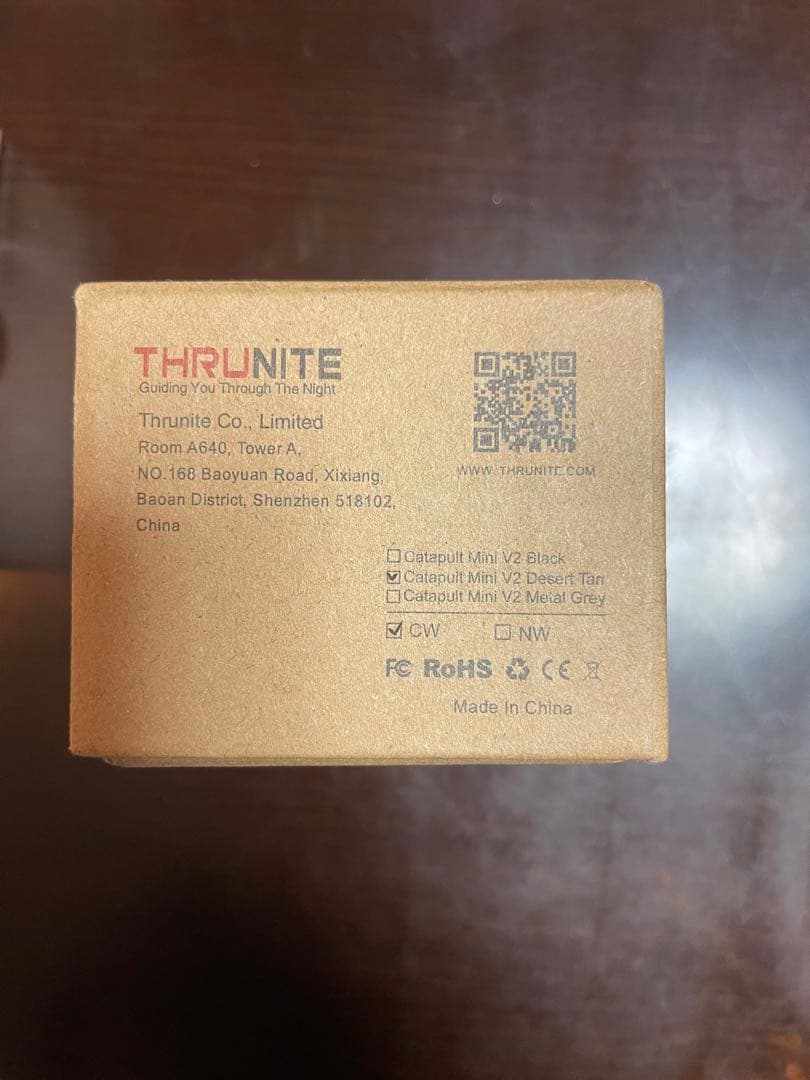 THRUNITE
Guiding You Through The Night
Thrunite Co., Limited
Room A640, Tower A,
NO.168 Baoyuan Road, Xixiang,
Baoan District, Shenzhen 518102,
China
WWW.THRUNITE.COM
Catapult Mini V2 Black
Catapult Mini V2 Desert Tan
Catapult Mini V2 Metal Grey
CW NW
FC RoHS CE
Made In China